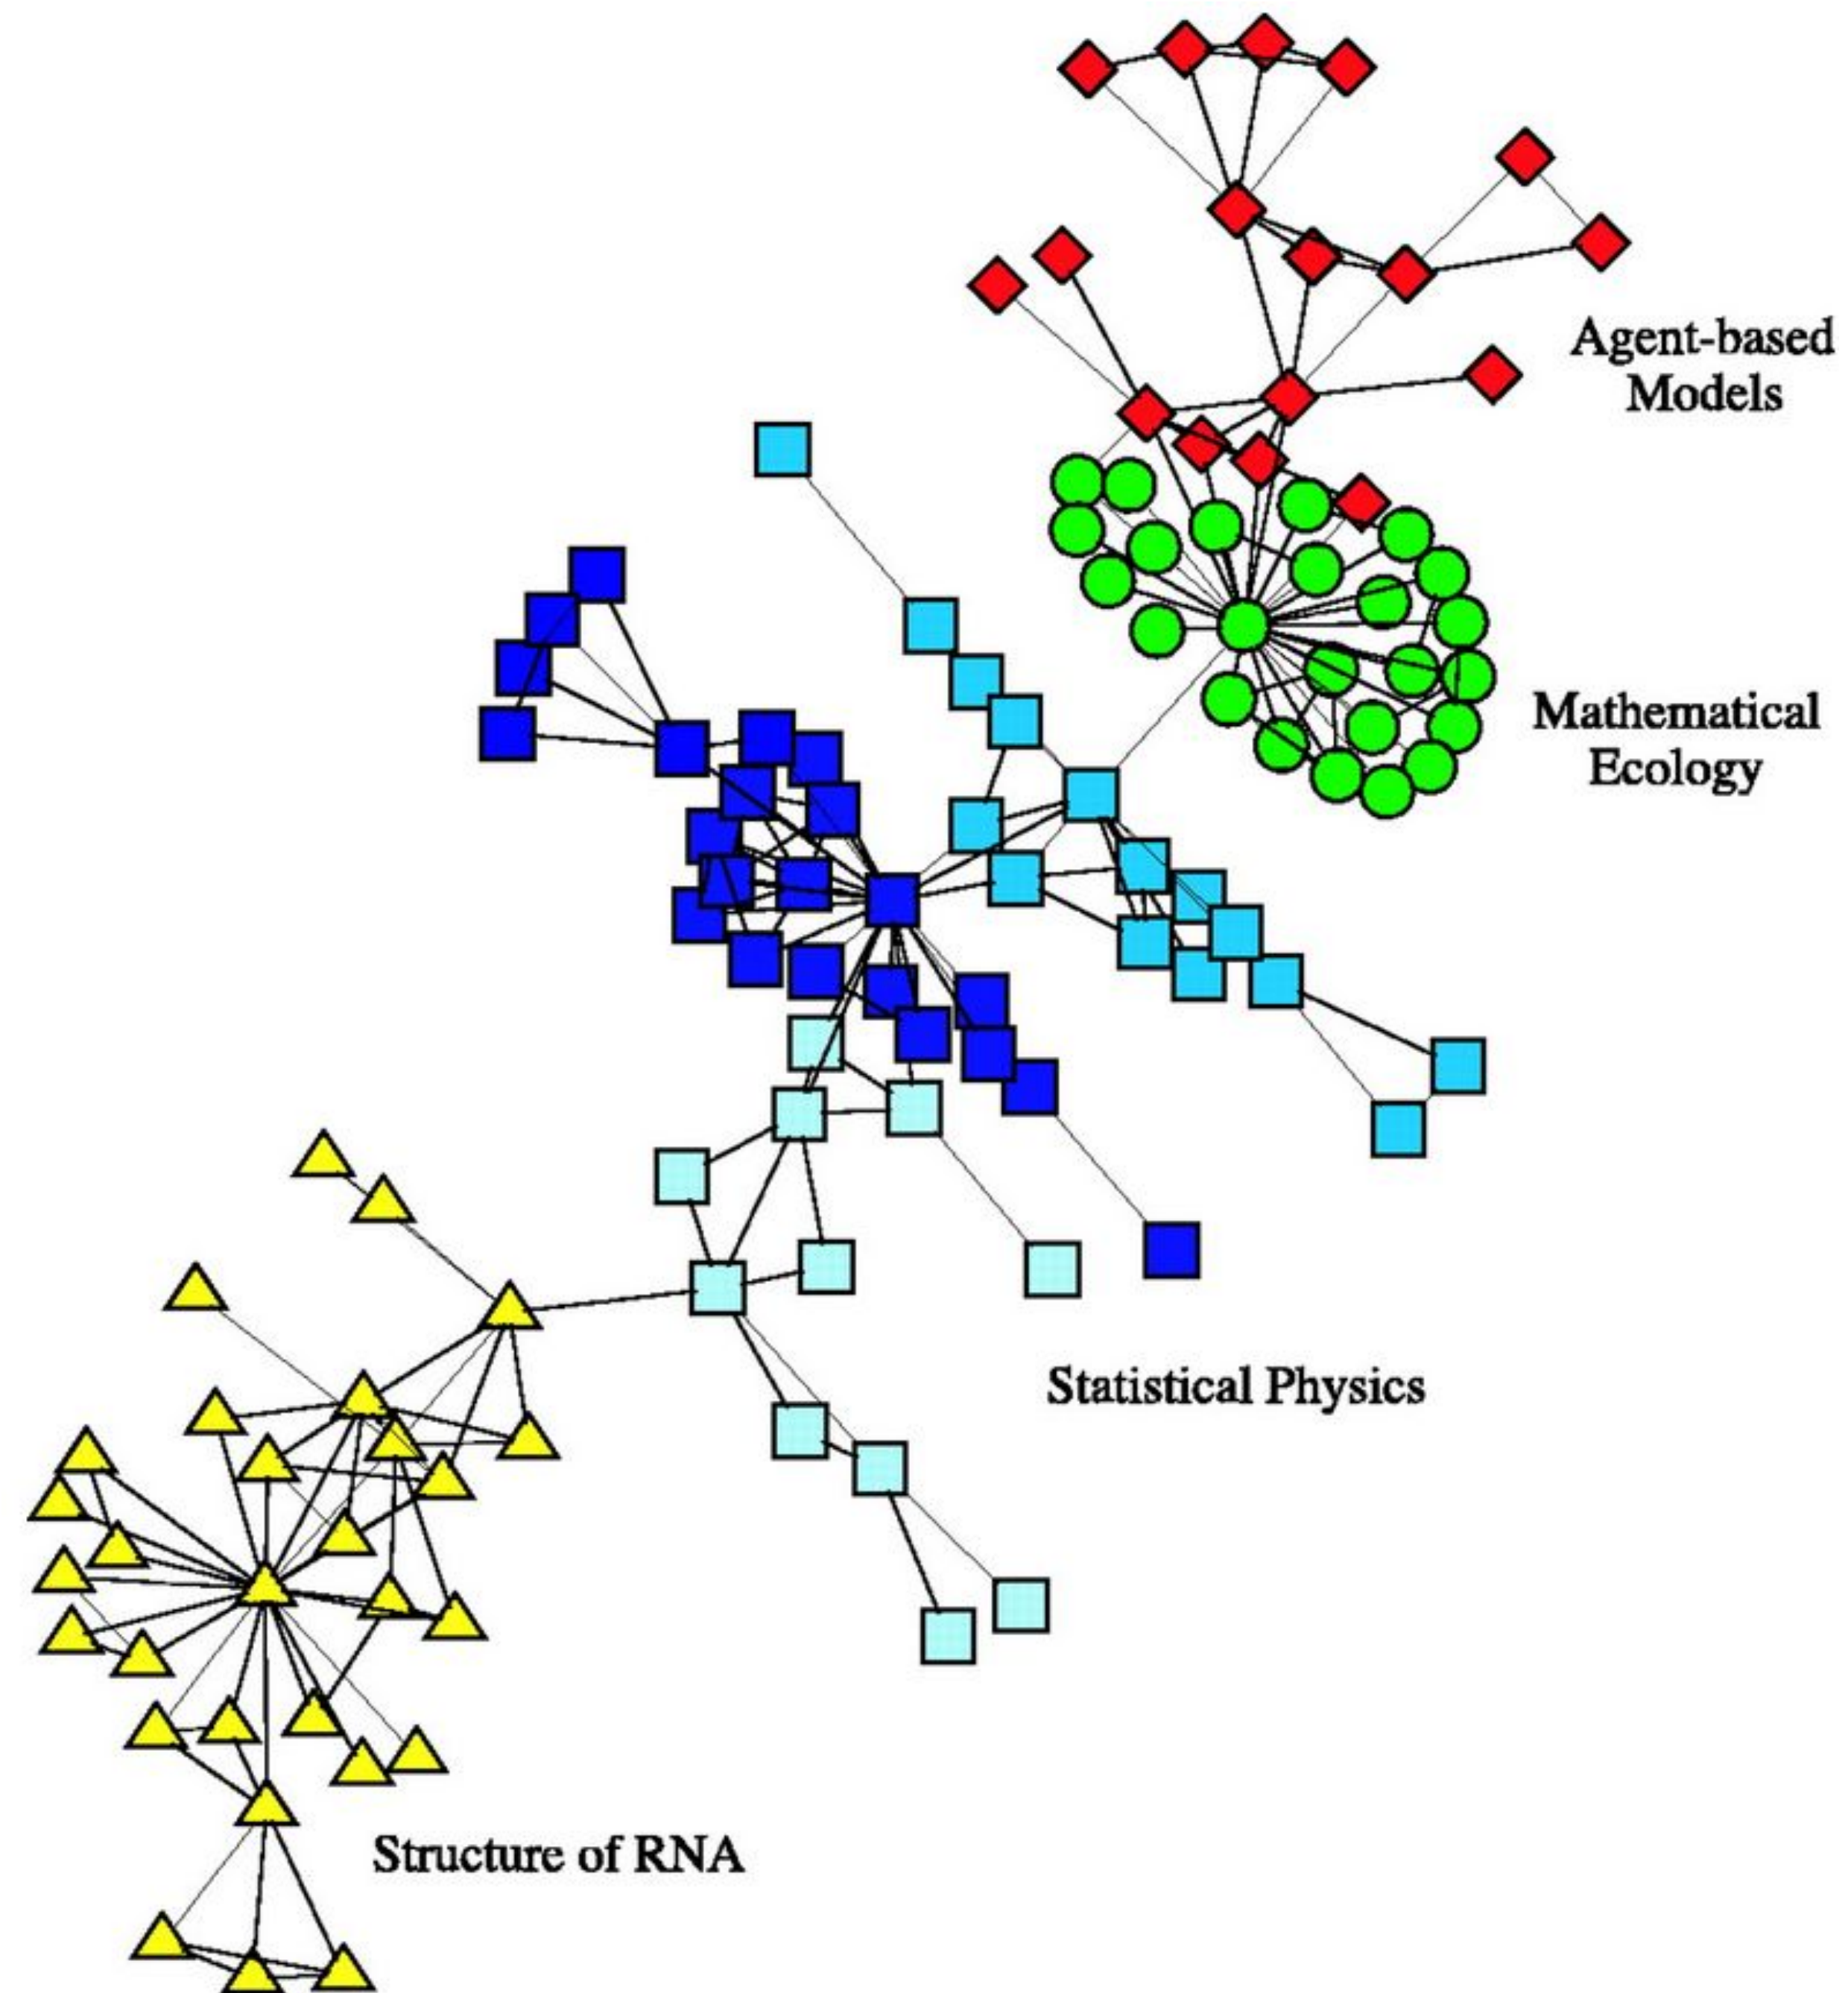 Agent-based
Models
Mathematical
Ecology
Statistical Physics
Structure of RNA